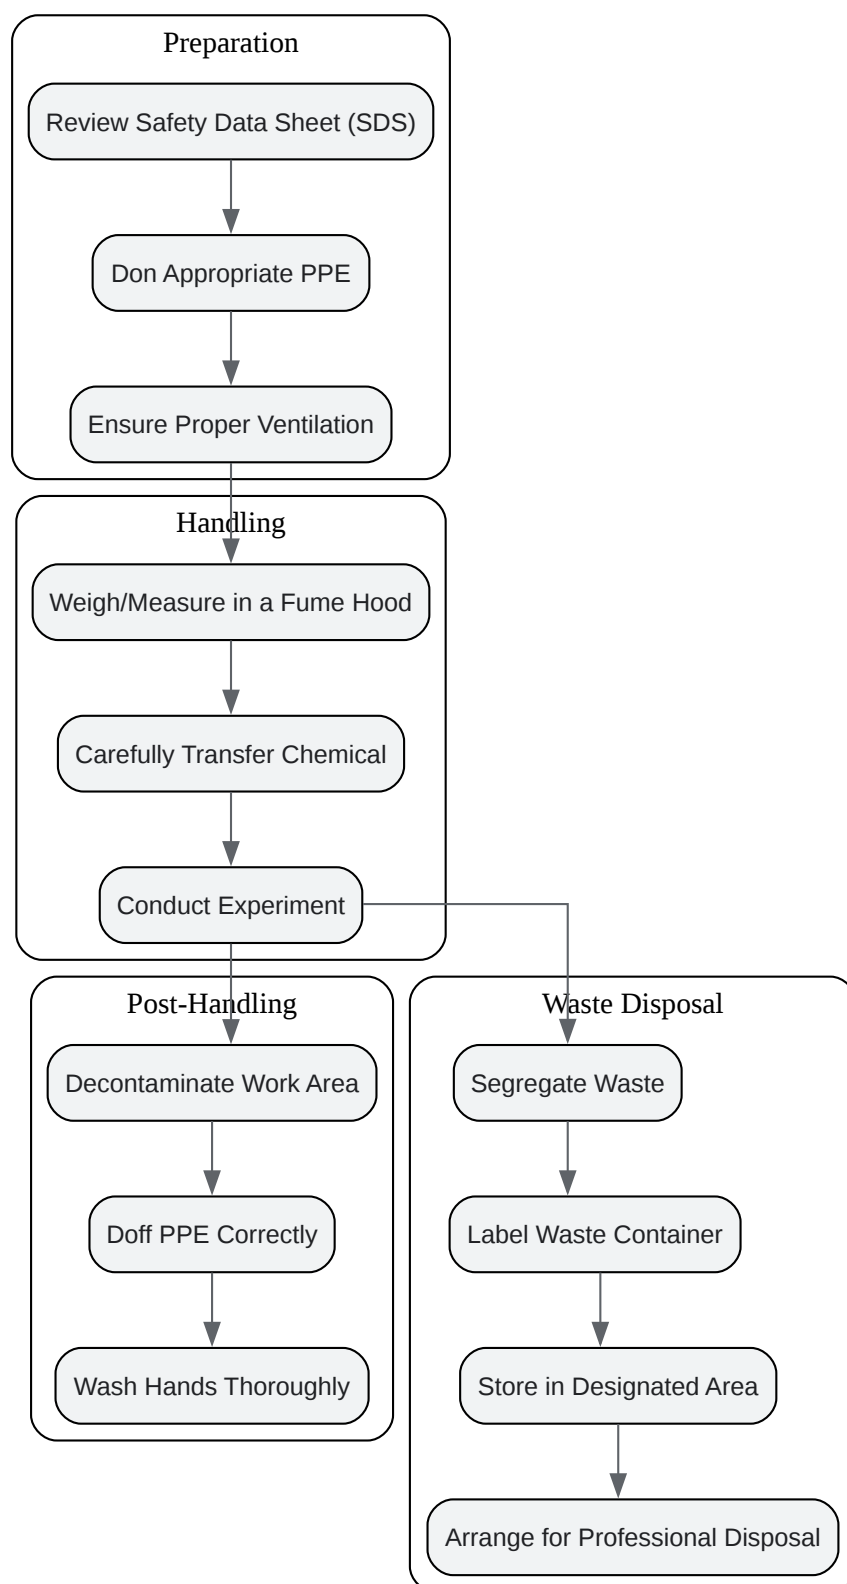 Preparation
Review Safety Data Sheet (SDS)
Don Appropriate PPE
Ensure Proper Ventilation
Handling
Weigh/Measure in a Fume Hood
Carefully Transfer Chemical
Conduct Experiment
Post-Handling
Decontaminate Work Area
Doff PPE Correctly
Wash Hands Thoroughly
Waste Disposal
Segregate Waste
Label Waste Container
Store in Designated Area
Arrange for Professional Disposal